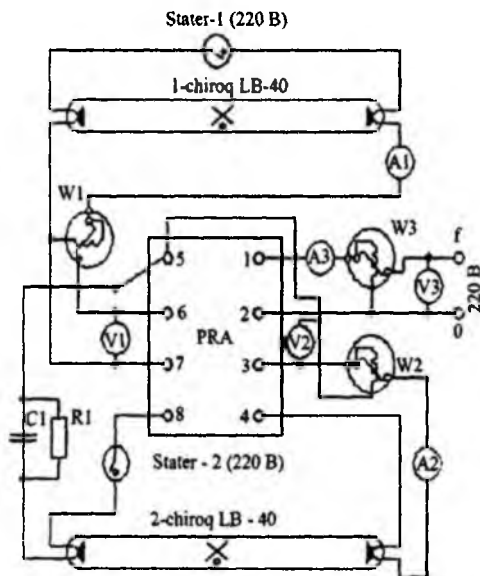 Stater-1 (220 В)
1-chiroq LB-40
A1
W1
W3
f
5
1
A3
6
2
V3
220 В
V1
PRA
V2
0
7
3
W2
8
4
C1
R1
Stater - 2 (220 В)
A2
2-chiroq LB - 40